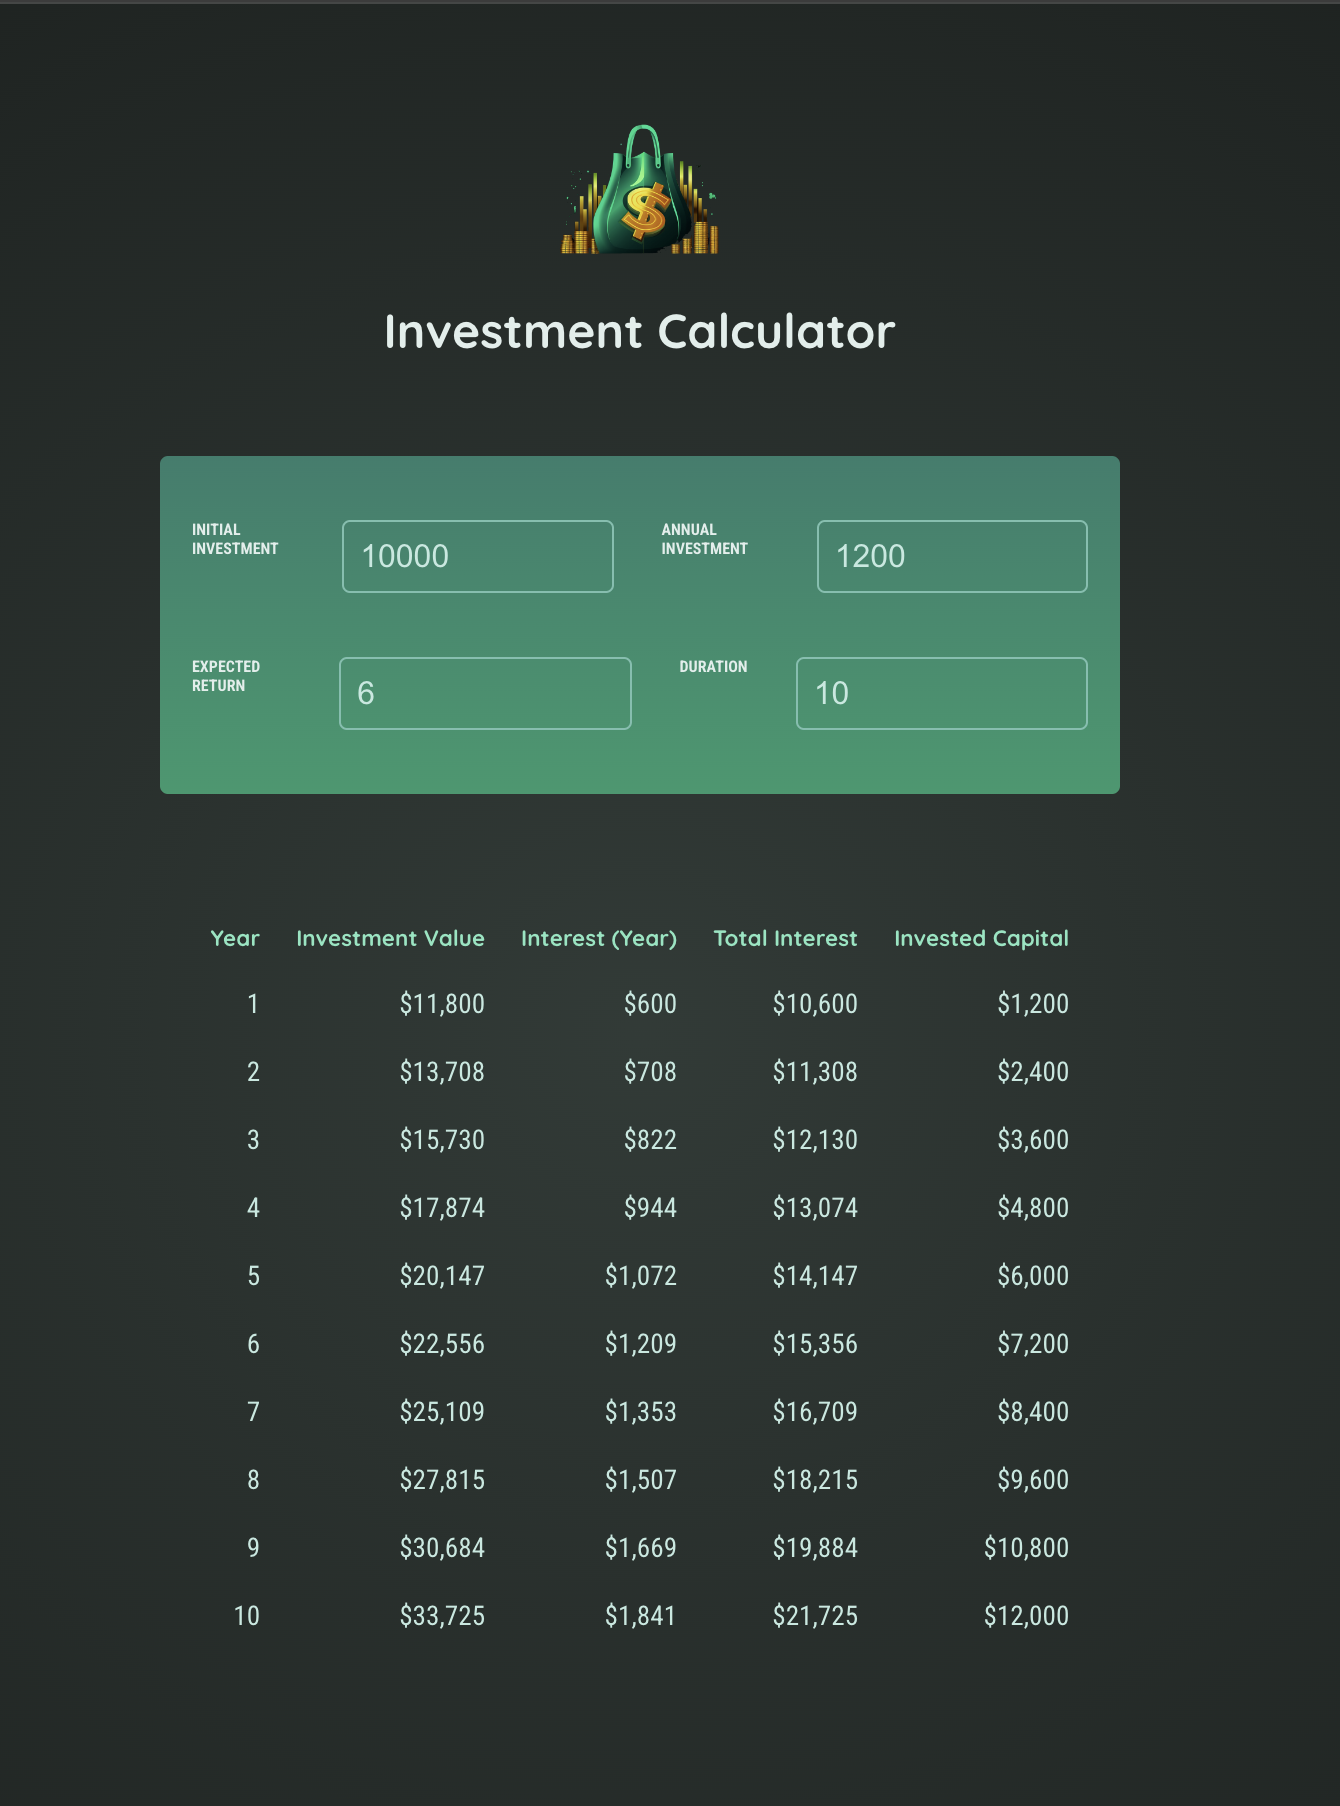 $
Investment Calculator
INITIAL
INVESTMENT
10000
ANNUAL
INVESTMENT
1200
EXPECTED
RETURN
6
DURATION
10
Year Investment Value Interest (Year) Total Interest Invested Capital
1 $11,800 $600 $10,600 $1,200
2 $13,708 $708 $11,308 $2,400
3 $15,730 $822 $12,130 $3,600
4 $17,874 $944 $13,074 $4,800
5 $20,147 $1,072 $14,147 $6,000
6 $22,556 $1,209 $15,356 $7,200
7 $25,109 $1,353 $16,709 $8,400
8 $27,815 $1,507 $18,215 $9,600
9 $30,684 $1,669 $19,884 $10,800
10 $33,725 $1,841 $21,725 $12,000